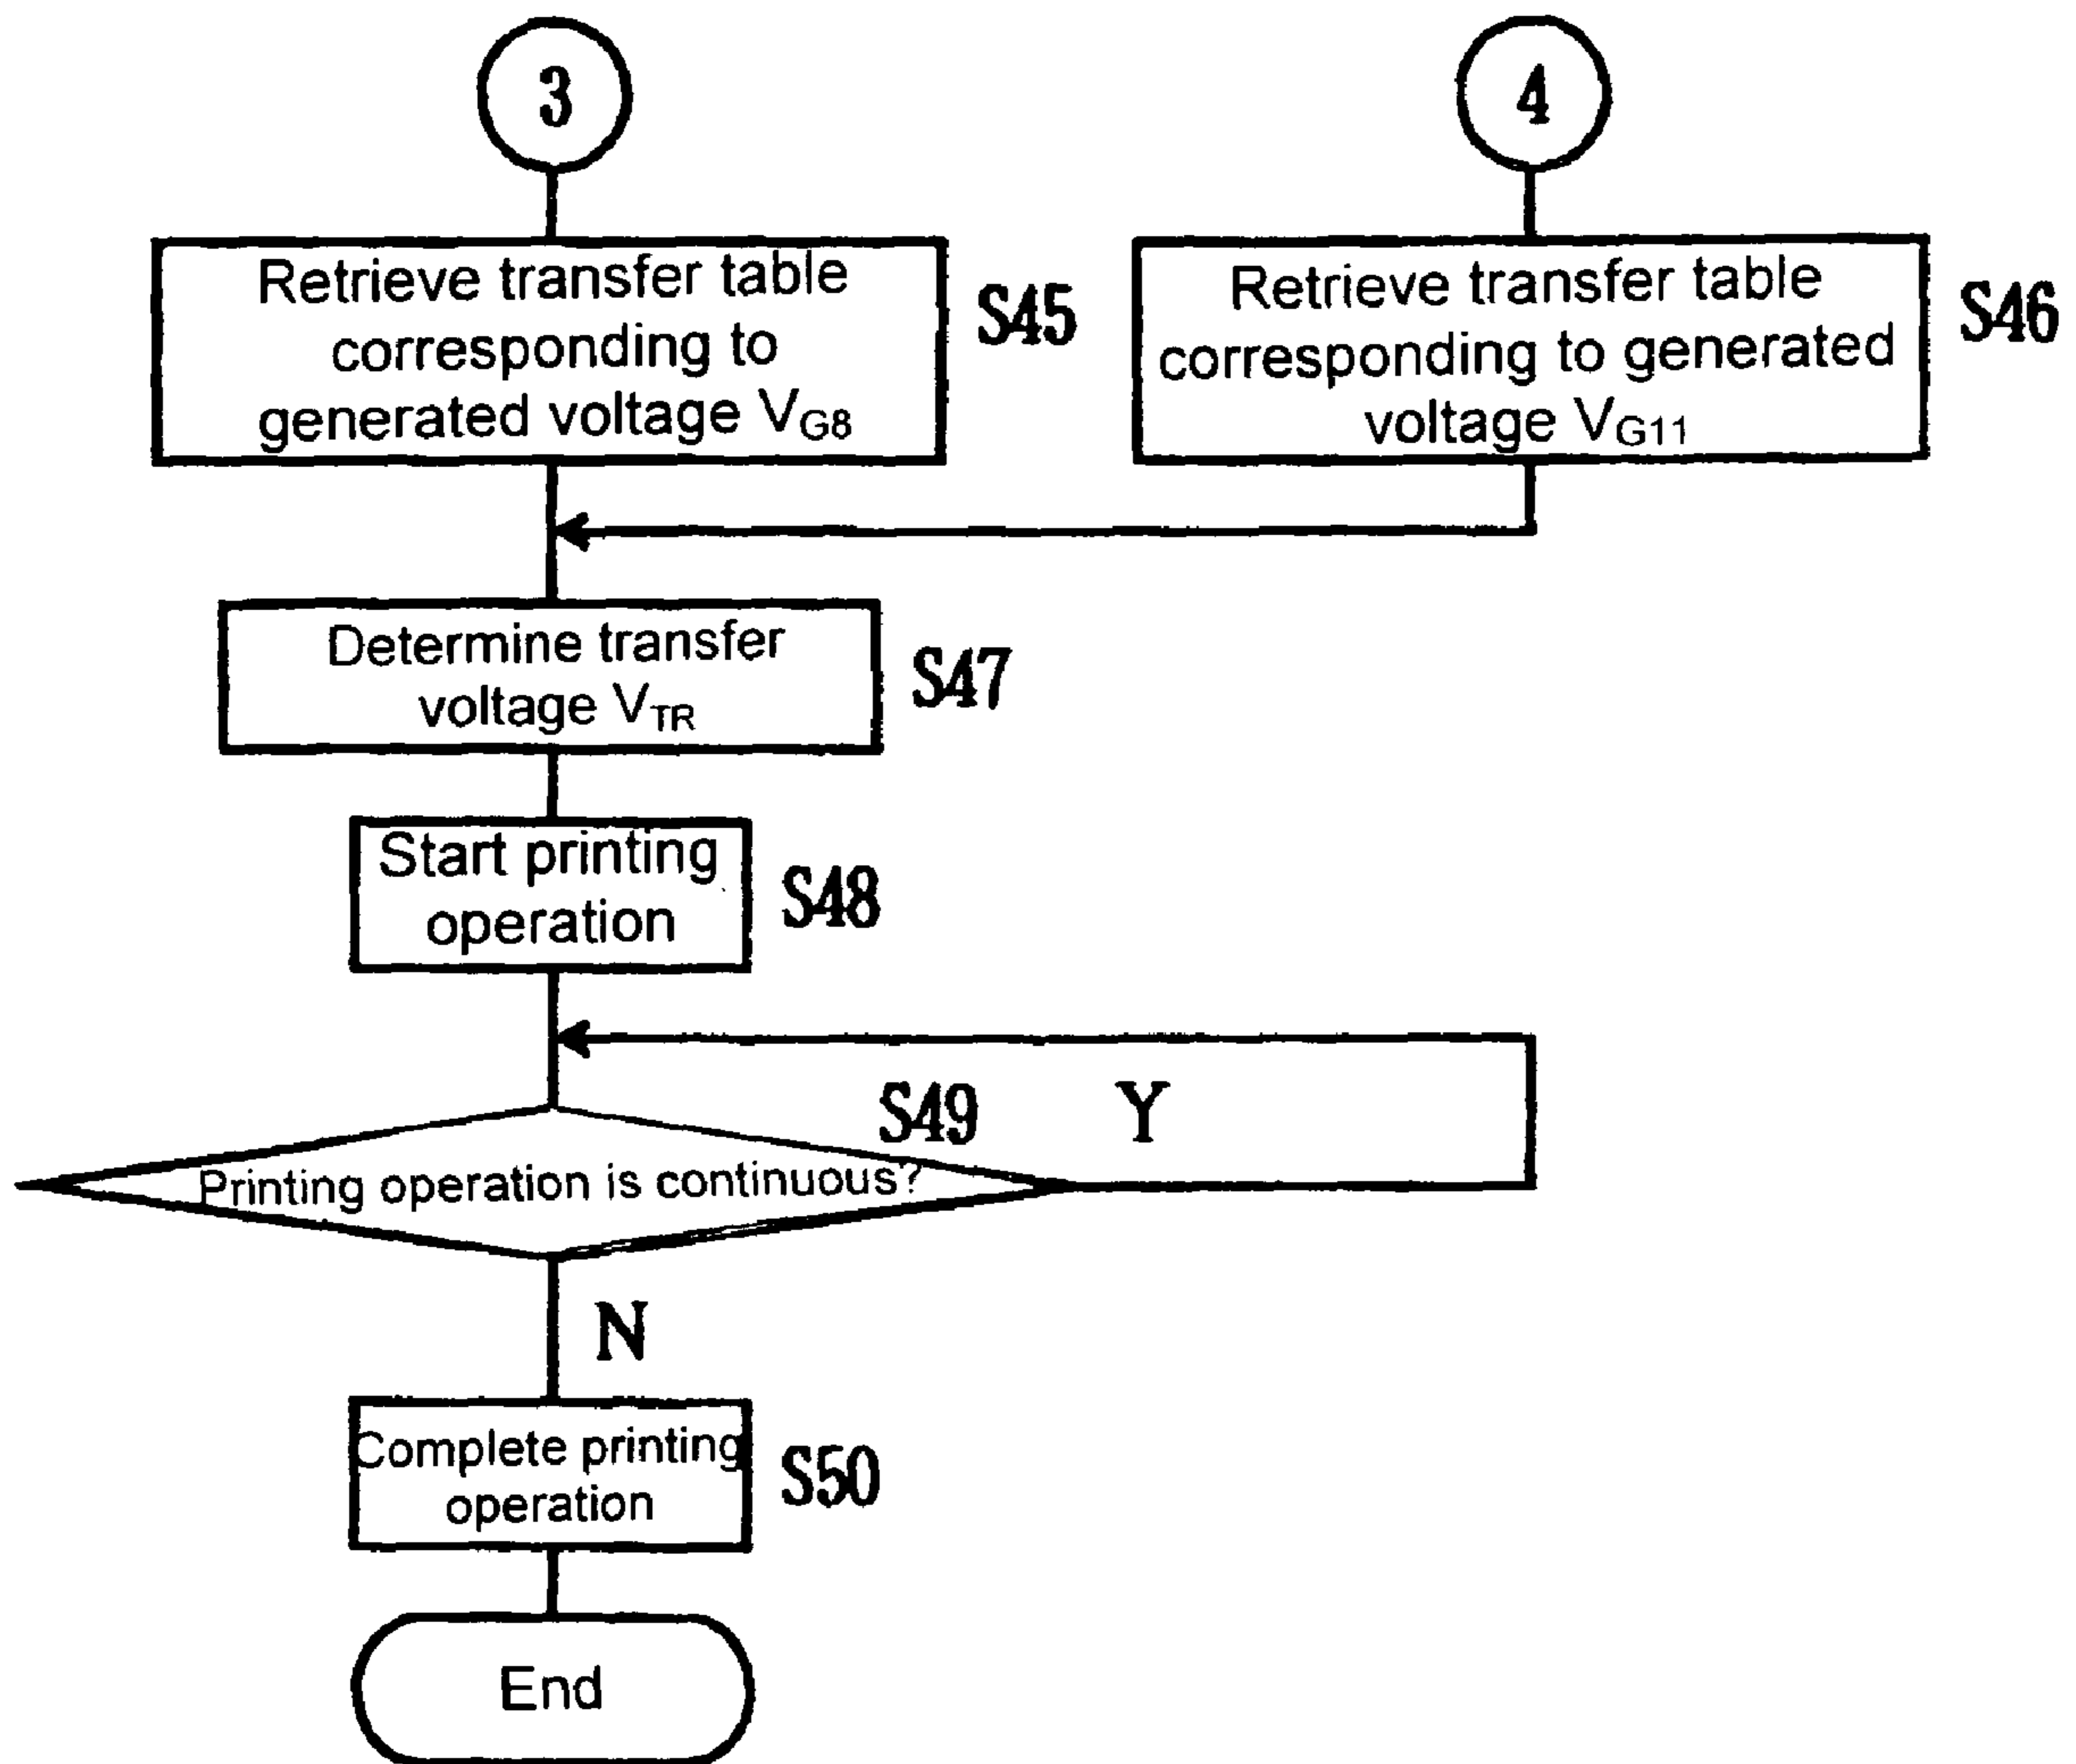 3
4
Retrieve transfer table
corresponding to
generated voltage VG8
S45
Retrieve transfer table
corresponding to generated
voltage VG11
S46
Determine transfer
voltage VTR
S47
Start printing
operation
S48
S49
Y
Printing operation is continuous?
N
Complete printing
operation
S50
End